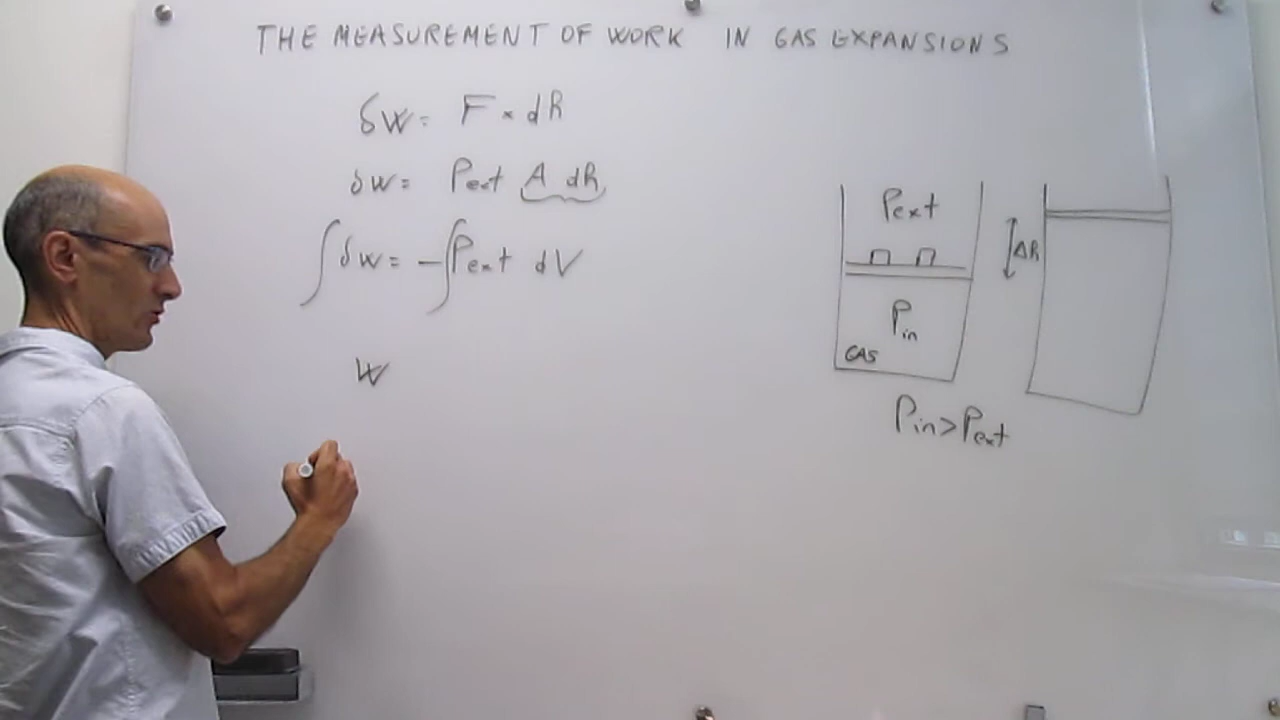 THE MEASUREMENT OF WORK IN GAS EXPANSIONS
δW = F × dh
δW = Pext A dh
∫ δW = -∫ Pext dV
W
Pext
Pin
GAS
Δh
Pin > Pext